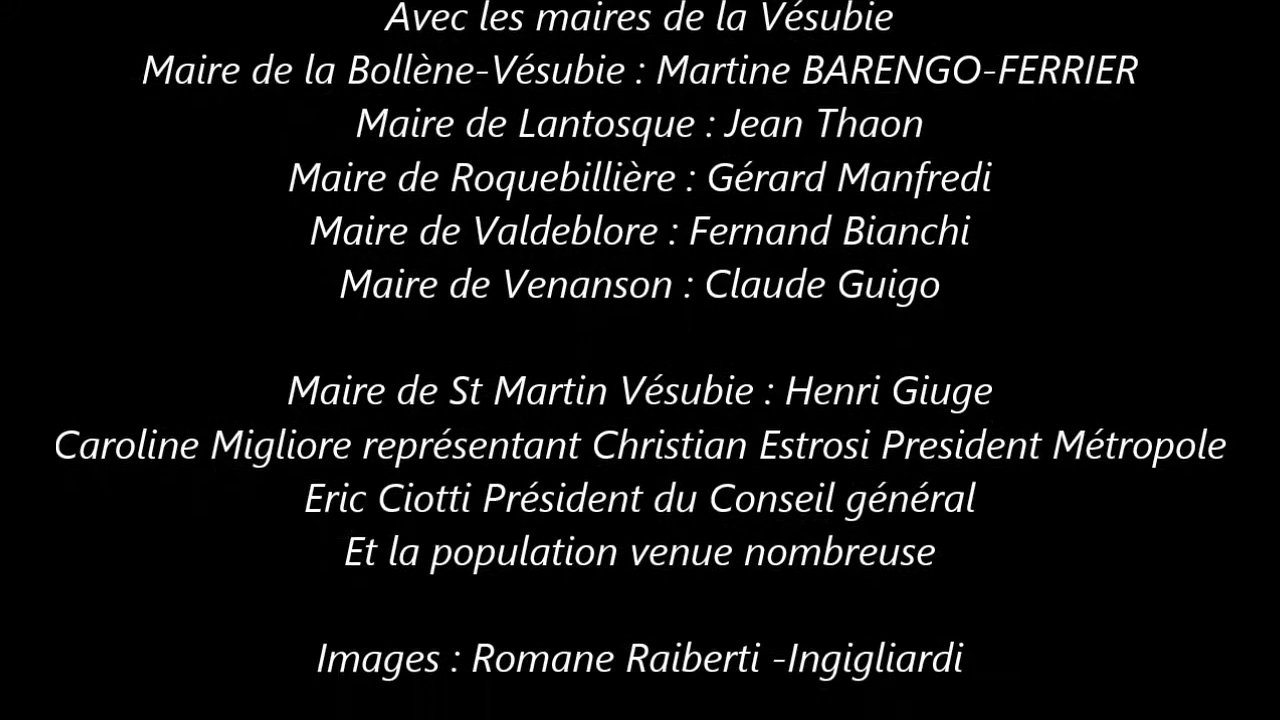 Avec les maires de la Vésubie
Maire de la Bollène-Vésubie : Martine BARENGO-FERRIER
Maire de Lantosque : Jean Thaon
Maire de Roquebillière : Gérard Manfredi
Maire de Valdeblore : Fernand Bianchi
Maire de Venanson : Claude Guigo
Maire de St Martin Vésubie : Henri Giuge
Caroline Migliore représentant Christian Estrosi President Métropole
Eric Ciotti Président du Conseil général
Et la population venue nombreuse
Images : Romane Raiberti -Ingigliardi